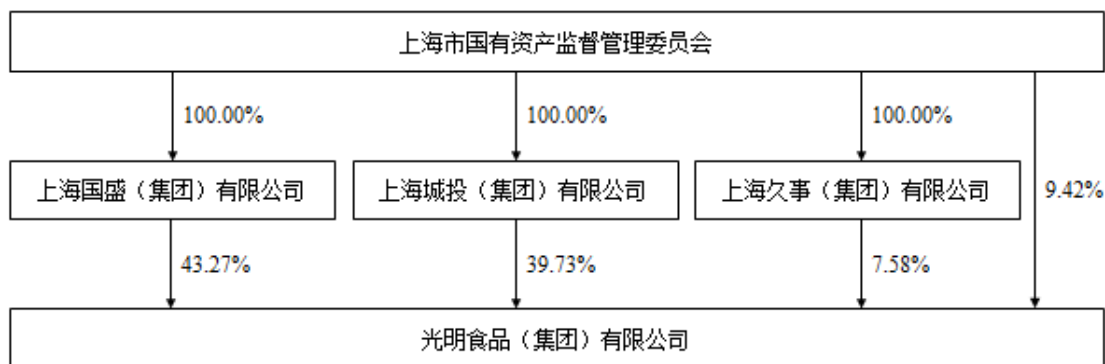 上海市国有资产监督管理委员会
100.00%
100.00%
100.00%
上海国盛（集团）有限公司
上海城投（集团）有限公司
上海久事（集团）有限公司
9.42%
43.27%
39.73%
7.58%
光明食品（集团）有限公司